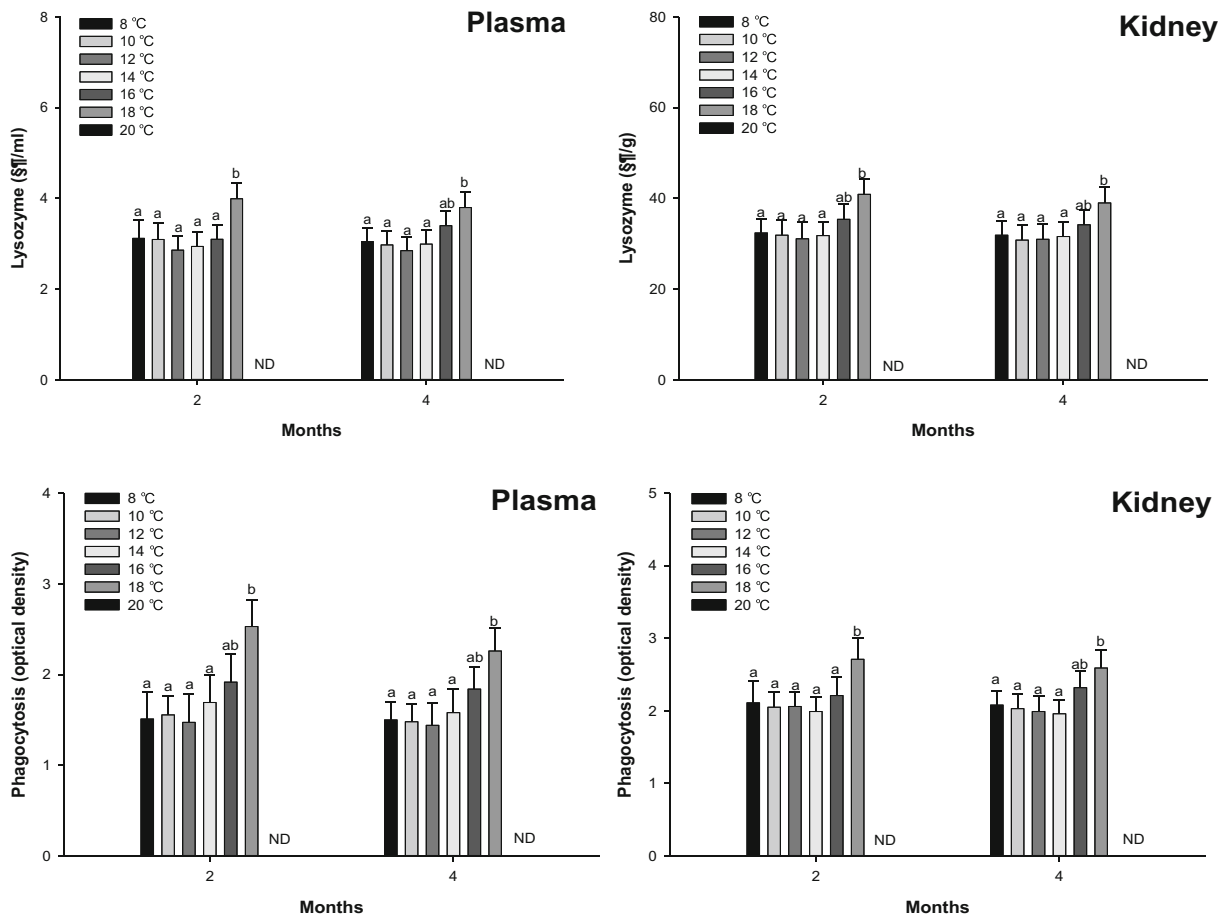 Plasma
8 ℃
10 ℃
12 ℃
14 ℃
16 ℃
18 ℃
20 ℃
Lysozyme (§¶/ml)
8
6
4
2
0
a a a a a b ND
a a a a ab b ND
2 4
Months
Kidney
8 ℃
10 ℃
12 ℃
14 ℃
16 ℃
18 ℃
20 ℃
Lysozyme (§¶/g)
80
60
40
20
0
a a a a ab b ND
a a a a ab b ND
2 4
Months
Plasma
8 ℃
10 ℃
12 ℃
14 ℃
16 ℃
18 ℃
20 ℃
Phagocytosis (optical density)
4
3
2
1
0
a a a a ab b ND
a a a a ab b ND
2 4
Months
Kidney
8 ℃
10 ℃
12 ℃
14 ℃
16 ℃
18 ℃
20 ℃
Phagocytosis (optical density)
5
4
3
2
1
0
a a a a a b ND
a a a a ab b ND
2 4
Months